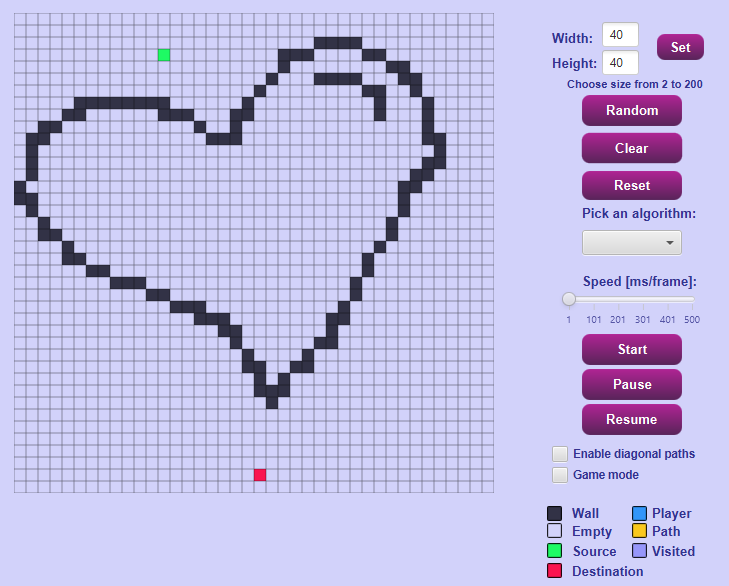 Width: 40
Height: 40
Set
Choose size from 2 to 200
Random
Clear
Reset
Pick an algorithm:
Speed [ms/frame]:
1 101 201 301 401 500
Start
Pause
Resume
Enable diagonal paths
Game mode
Wall Player
Empty Path
Source Visited
Destination